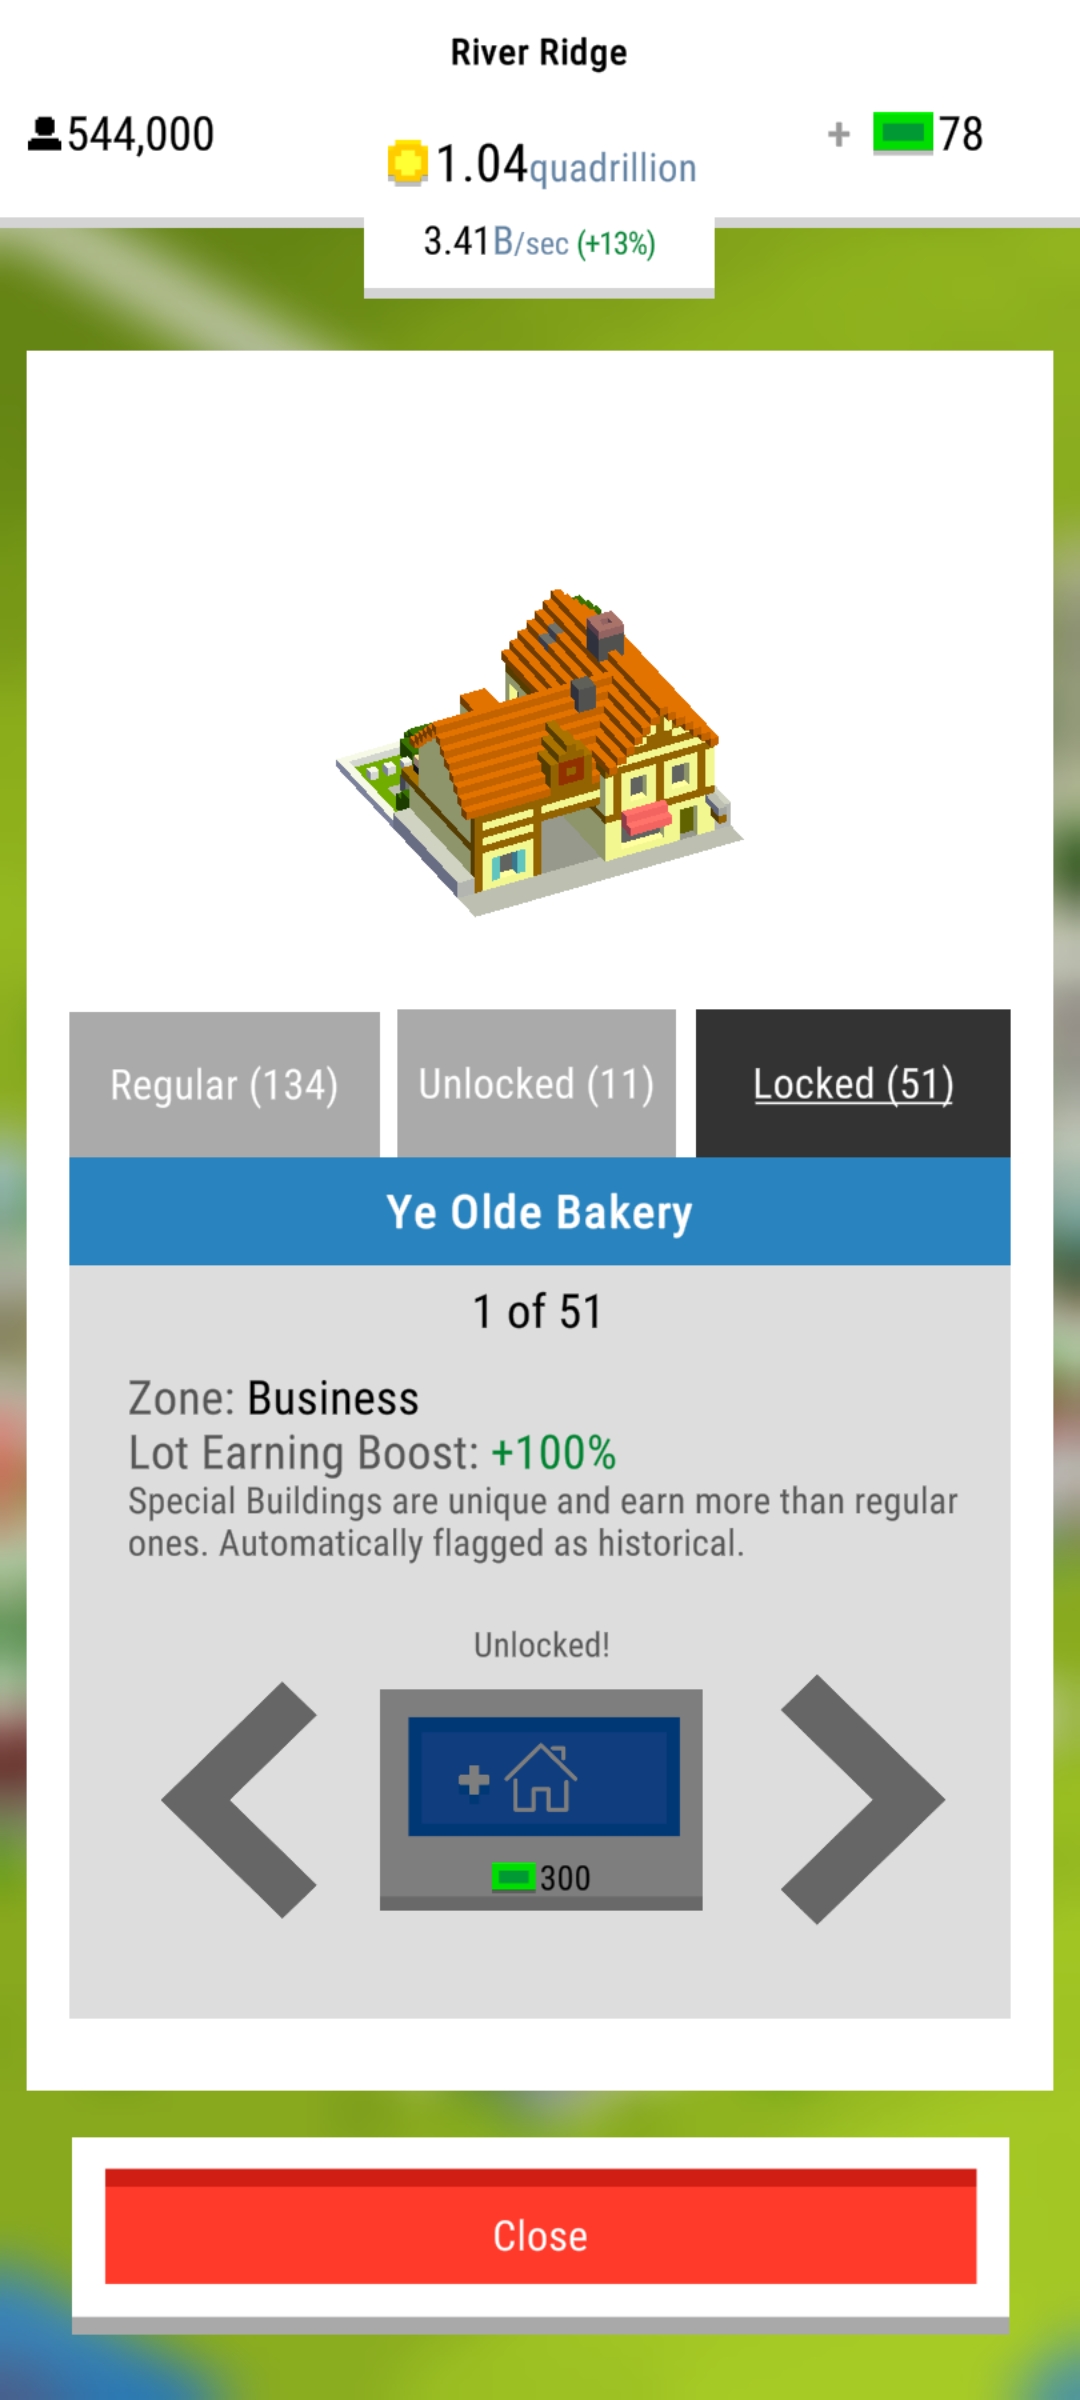 River Ridge
544,000
1.04quadrillion
+ 78
3.41B/sec (+13%)
Regular (134)
Unlocked (11)
Locked (51)
Ye Olde Bakery
1 of 51
Zone: Business
Lot Earning Boost: +100%
Special Buildings are unique and earn more than regular
ones. Automatically flagged as historical.
Unlocked!
+
300
Close